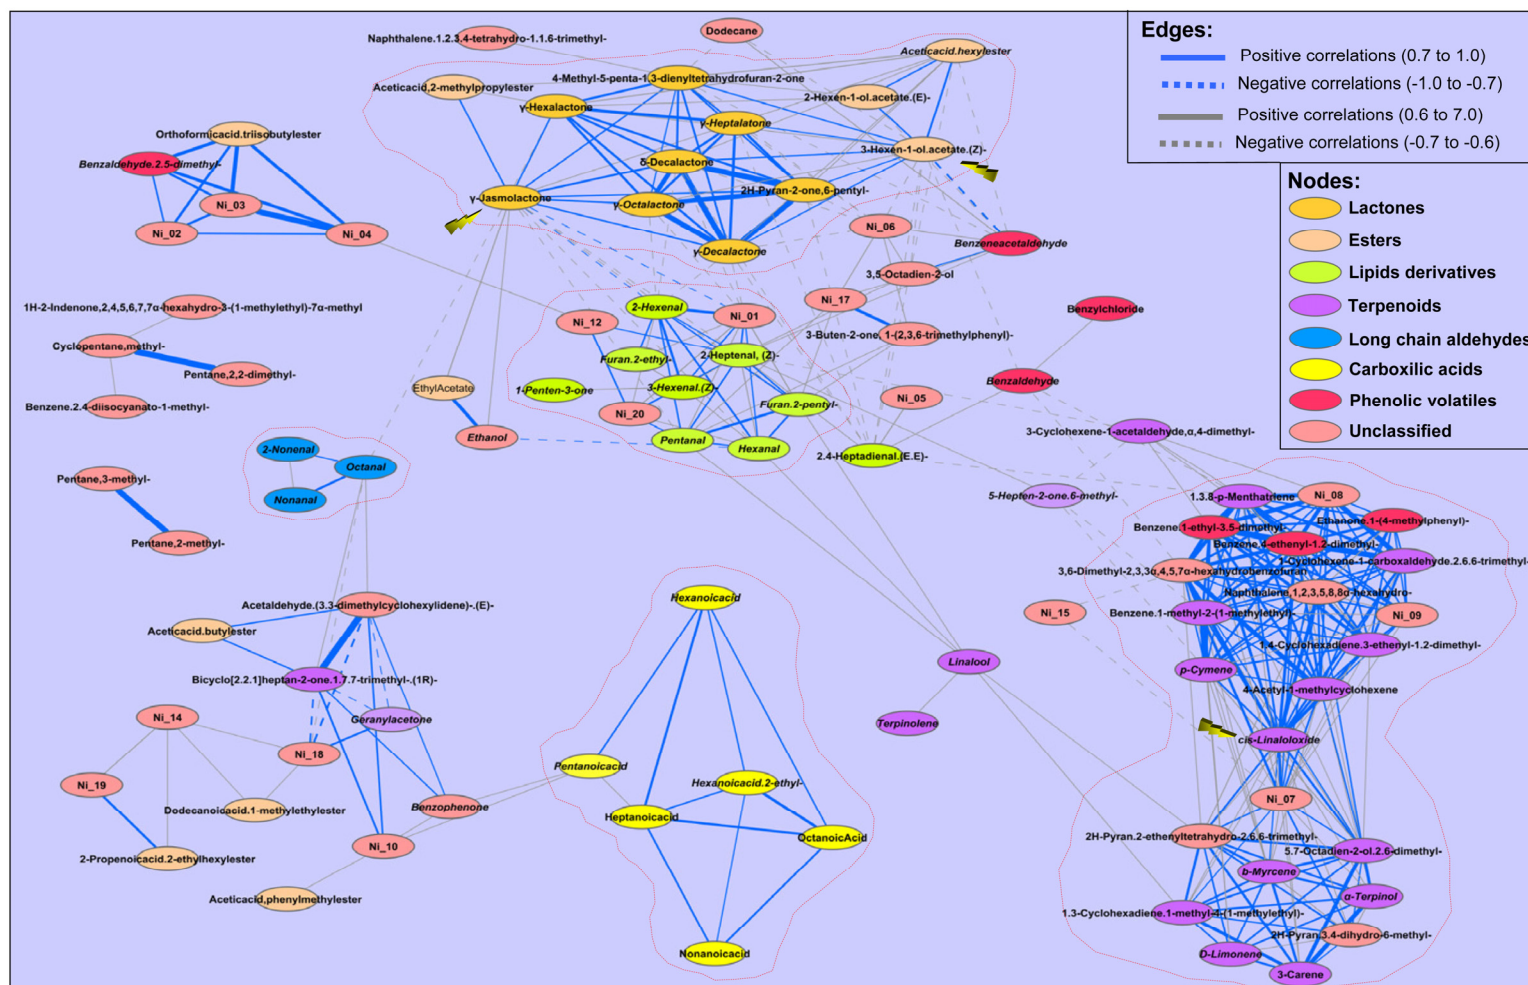 Edges:
Positive correlations (0.7 to 1.0)
Negative correlations (-1.0 to -0.7)
Positive correlations (0.6 to 7.0)
Negative correlations (-0.7 to -0.6)
Nodes:
Lactones
Esters
Lipids derivatives
Terpenoids
Long chain aldehydes
Carboxilic acids
Phenolic volatiles
Unclassified
Naphthalene.1.2.3.4-tetrahydro-1.1.6-trimethyl-
Dodecane
Aceticacid.hexylester
4-Methyl-5-penta-1.3-dienyltetrahydrofuran-2-one
Aceticacid,2-methylpropylester
2-Hexen-1-ol.acetate.(E)-
γ-Hexalactone
γ-Heptalatone
3-Hexen-1-ol.acetate.(Z)-
δ-Decalactone
2H-Pyran-2-one,6-pentyl-
γ-Jasmolactone
γ-Octalactone
γ-Decalactone
Orthoformicacid.triisobutylester
Benzaldehyde.2.5-dimethyl-
Ni_03
Ni_02
Ni_04
Ni_06
Benzeneacetaldehyde
3,5-Octadien-2-ol
Ni_17
3-Buten-2-one, 1-(2,3,6-trimethylphenyl)-
1H-2-Indenone,2,4,5,6,7,7α-hexahydro-3-(1-methylethyl)-7α-methyl
Cyclopentane,methyl-
Pentane,2,2-dimethyl-
Benzene.2.4-diisocyanato-1-methyl-
2-Hexenal
Ni_12
Ni_01
Furan.2-ethyl-
2-Heptenal, (Z)-
1-Penten-3-one
3-Hexenal.(Z)-
Furan.2-pentyl-
Ni_20
Pentanal
Hexanal
EthylAcetate
Ethanol
Benzylchloride
Benzaldehyde
Ni_05
2.4-Heptadienal.(E.E)-
3-Cyclohexene-1-acetaldehyde,α,4-dimethyl-
5-Hepten-2-one.6-methyl-
2-Nonenal
Octanal
Nonanal
Pentane,3-methyl-
Pentane,2-methyl-
1.3.8-p-Menthatriene
Ni_08
Benzene.1-ethyl-3.5-dimethyl-
Ethanone.1-(4-methylphenyl)-
Benzene.4-ethenyl-1.2-dimethyl-
1-Cyclohexene-1-carboxaldehyde.2.6.6-trimethyl-
3,6-Dimethyl-2,3,3α,4,5,7α-hexahydrobenzofuran
Naphthalene,1,2,3,5,8,8α-hexahydro-
Benzene.1-methyl-2-(1-methylethyl)-
Ni_09
Ni_15
1.4-Cyclohexadiene.3-ethenyl-1.2-dimethyl-
p-Cymene
4-Acetyl-1-methylcyclohexene
cis-Linaloloxide
Acetaldehyde.(3.3-dimethylcyclohexylidene)-.(E)-
Aceticacid.butylester
Bicyclo[2.2.1]heptan-2-one.1.7.7-trimethyl-.(1R)-
Geranylacetone
Ni_14
Ni_18
Ni_19
Dodecanoicacid.1-methylethylester
Benzophenone
2-Propenoicacid.2-ethylhexylester
Ni_10
Aceticacid,phenylmethylester
Hexanoicacid
Pentanoicacid
Hexanoicacid.2-ethyl-
Heptanoicacid
OctanoicAcid
Nonanoicacid
Linalool
Terpinolene
Ni_07
2H-Pyran.2-ethenyltetrahydro-2.6.6-trimethyl-
5.7-Octadien-2-ol.2.6-dimethyl-
b-Myrcene
α-Terpinol
1.3-Cyclohexadiene.1-methyl-4-(1-methylethyl)-
2H-Pyran.3.4-dihydro-6-methyl-
D-Limonene
3-Carene